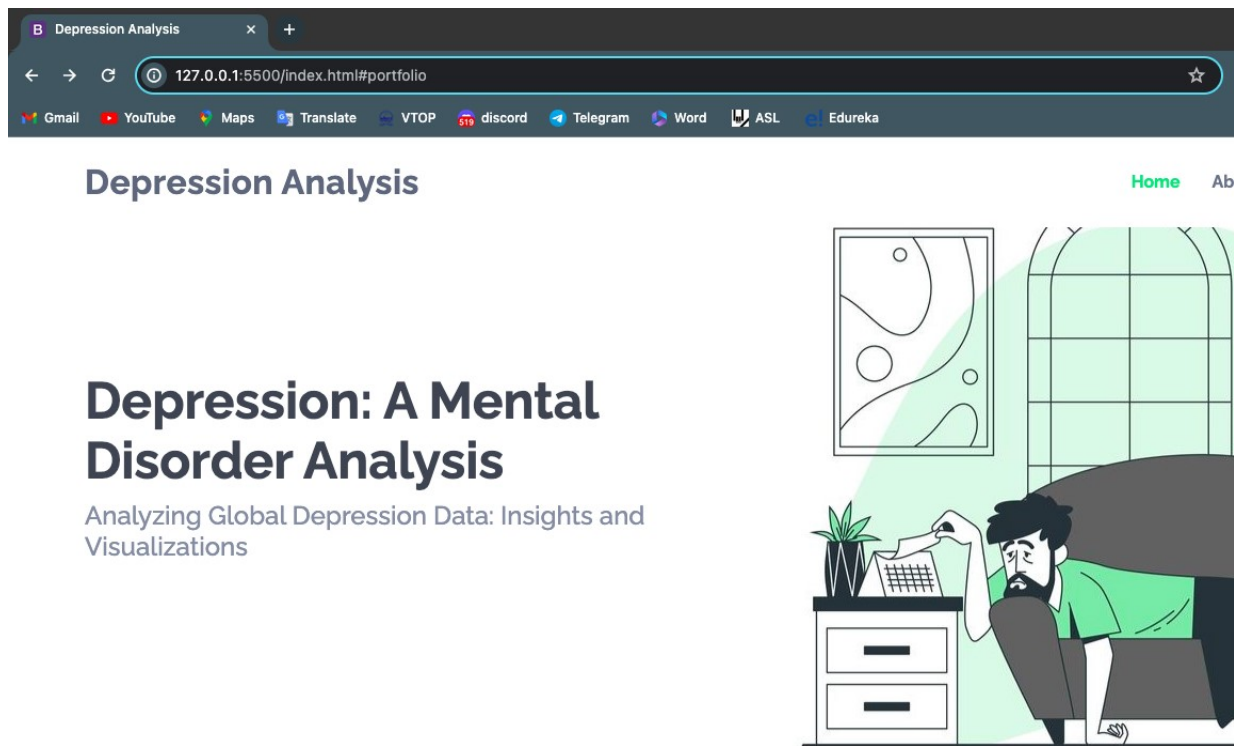 B Depression Analysis
127.0.0.1:5500/index.html#portfolio
Gmail YouTube Maps Translate VTOP 519 discord Telegram Word ASL e! Edureka
Depression Analysis Home Ab
Depression: A Mental
Disorder Analysis
Analyzing Global Depression Data: Insights and
Visualizations